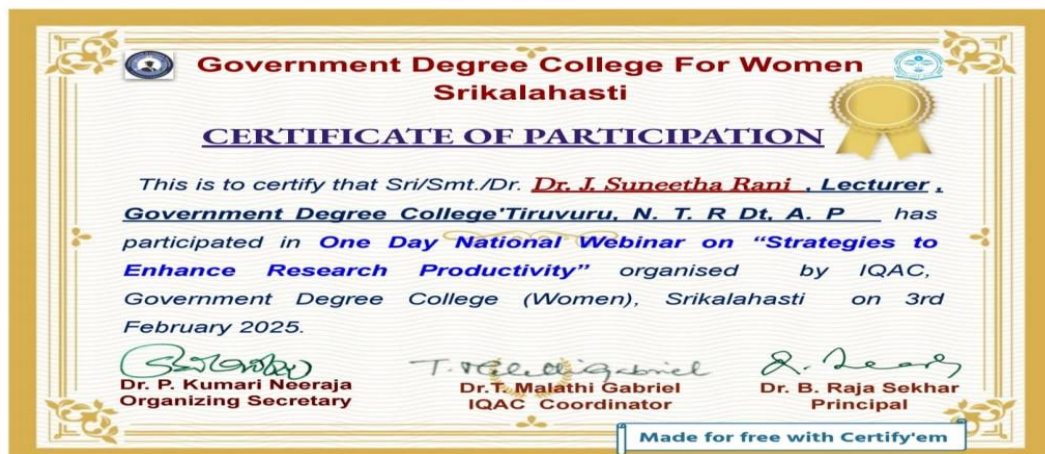 Government Degree College For Women
Srikalahasti
CERTIFICATE OF PARTICIPATION
This is to certify that Sri/Smt./Dr. Dr. J. Suneetha Rani , Lecturer ,
Government Degree College'Tiruvuru, N. T. R Dt, A. P has
participated in One Day National Webinar on “Strategies to
Enhance Research Productivity” organised by IQAC,
Government Degree College (Women), Srikalahasti on 3rd
February 2025.
T. Malathi Gabriel
Dr. P. Kumari Neeraja Dr.T. Malathi Gabriel Dr. B. Raja Sekhar
Organizing Secretary IQAC Coordinator Principal
Made for free with Certify'em